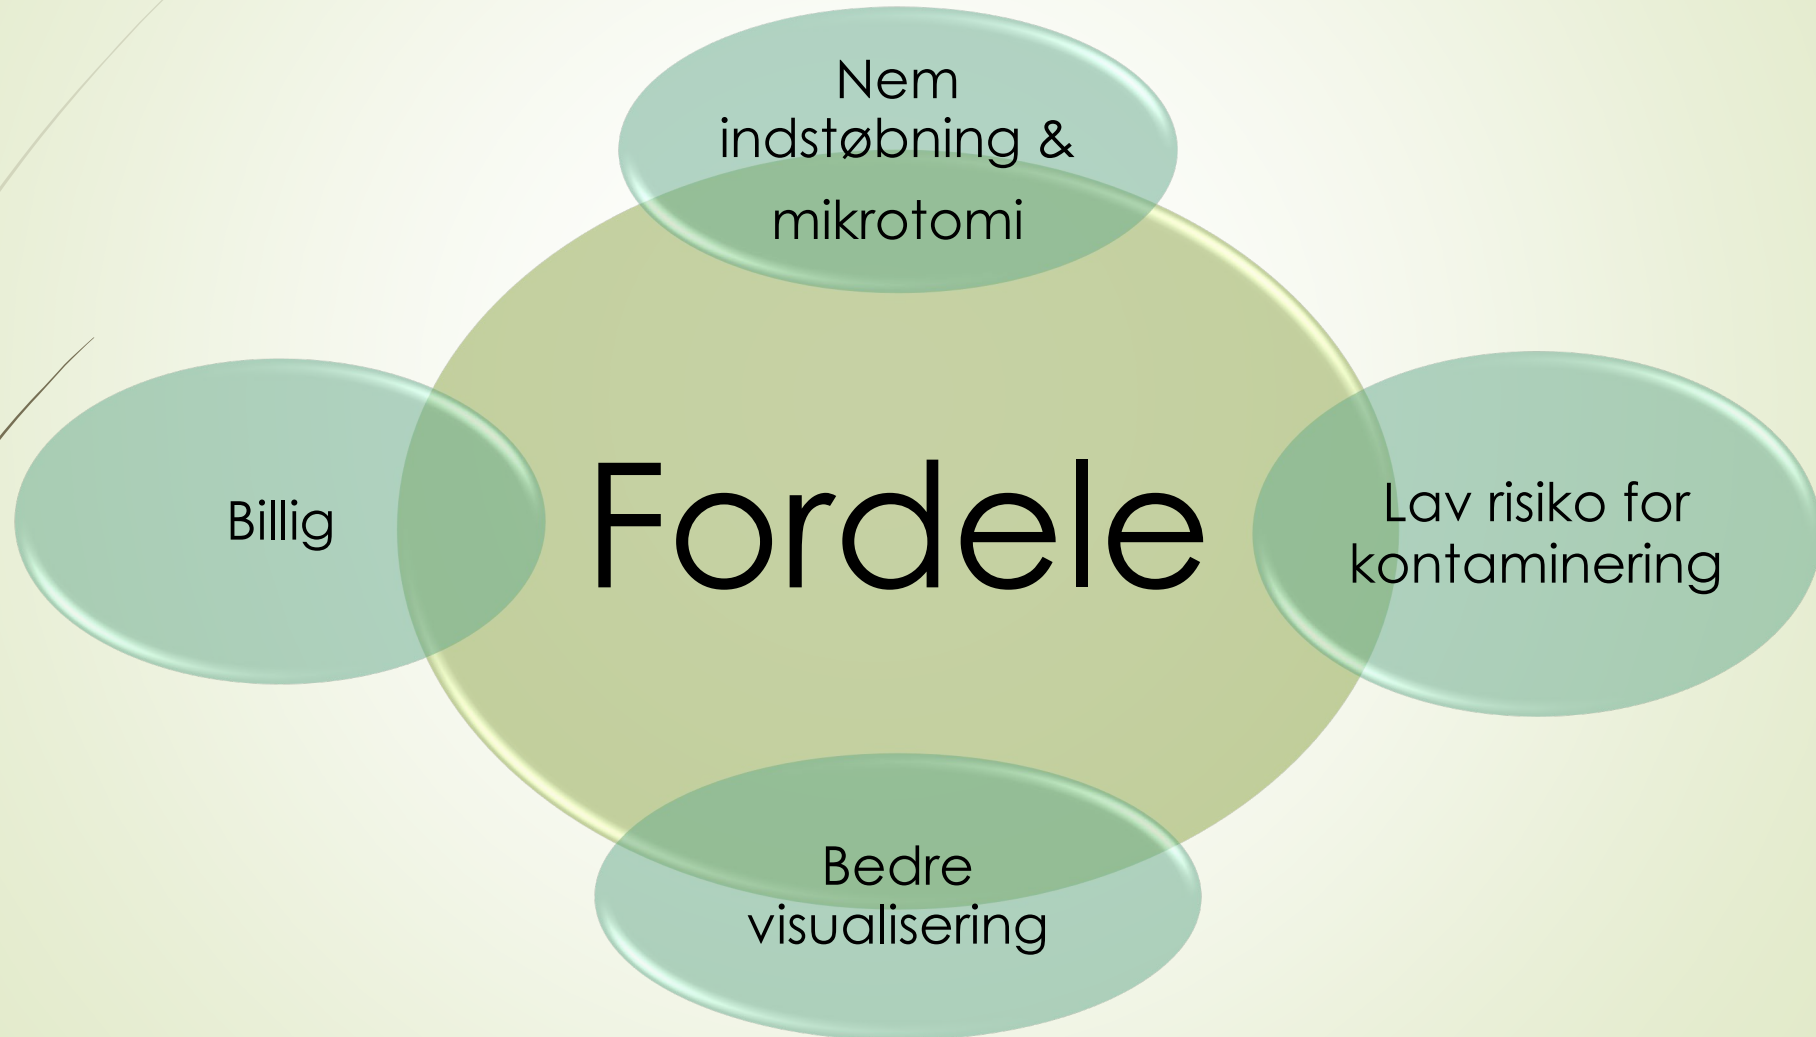 Nem
indstøbning &
mikrotomi
Billig
Fordele
Lav risiko for
kontaminering
Bedre
visualisering